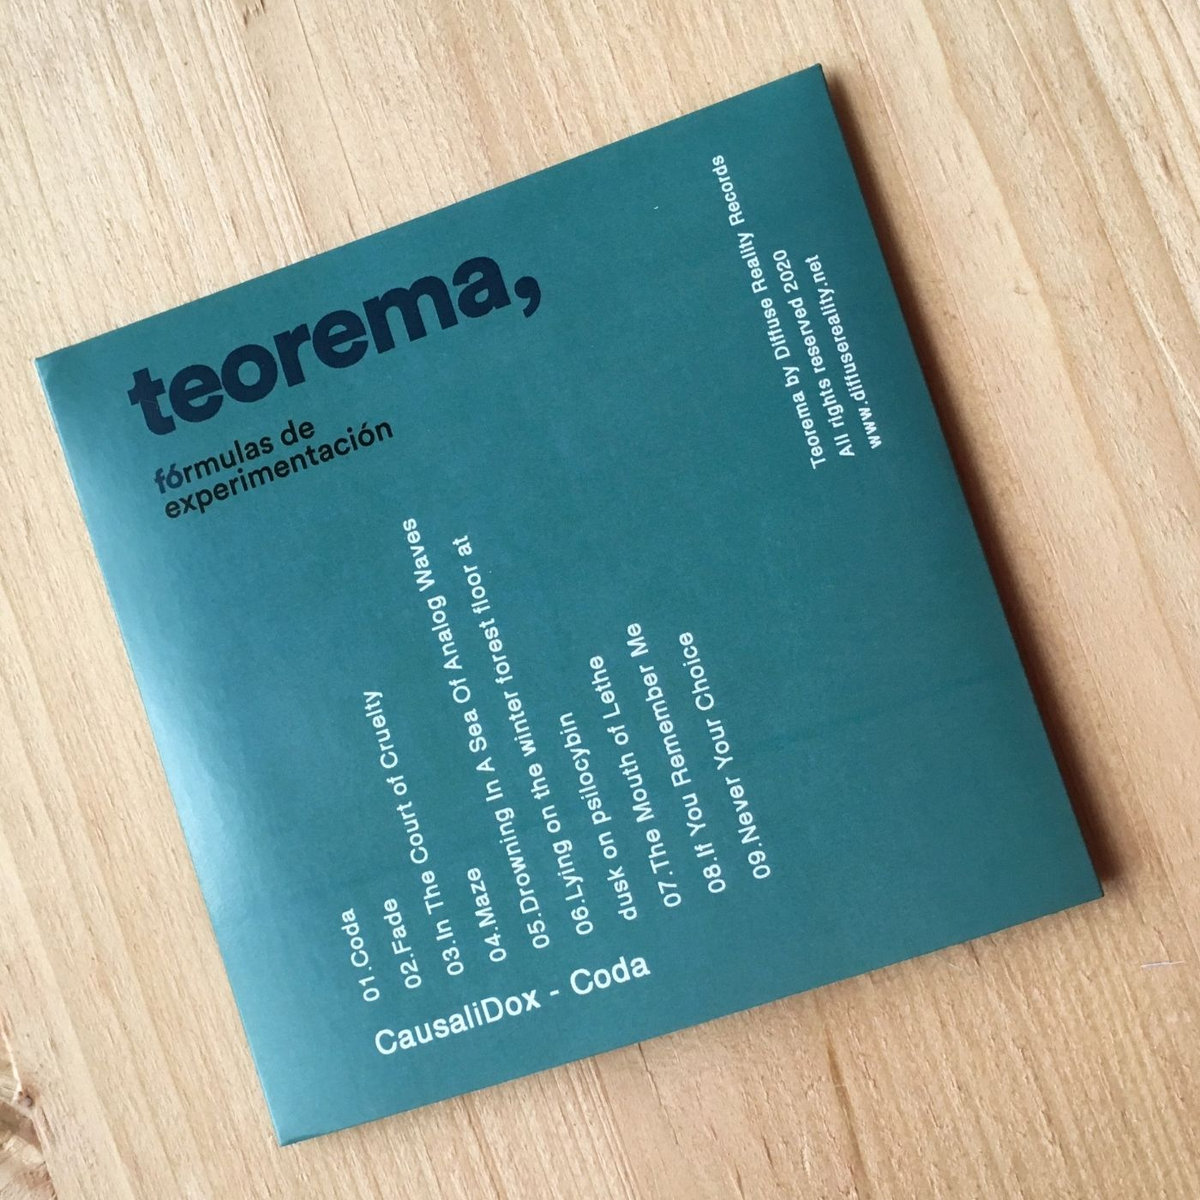 teorema,
fórmulas de
experimentación
Teorema by Diffuse Reality Records
All rights reserved 2020
www.diffusereality.net
01.Coda
02.Fade
03.In The Court of Cruelty
04.Maze
05.Drowning In A Sea Of Analog Waves
06.Lying on the winter forest floor at
dusk on psilocybin
07.The Mouth of Lethe
08.If You Remember Remember Me
09.Never Your Choice
CausaliDox - Coda